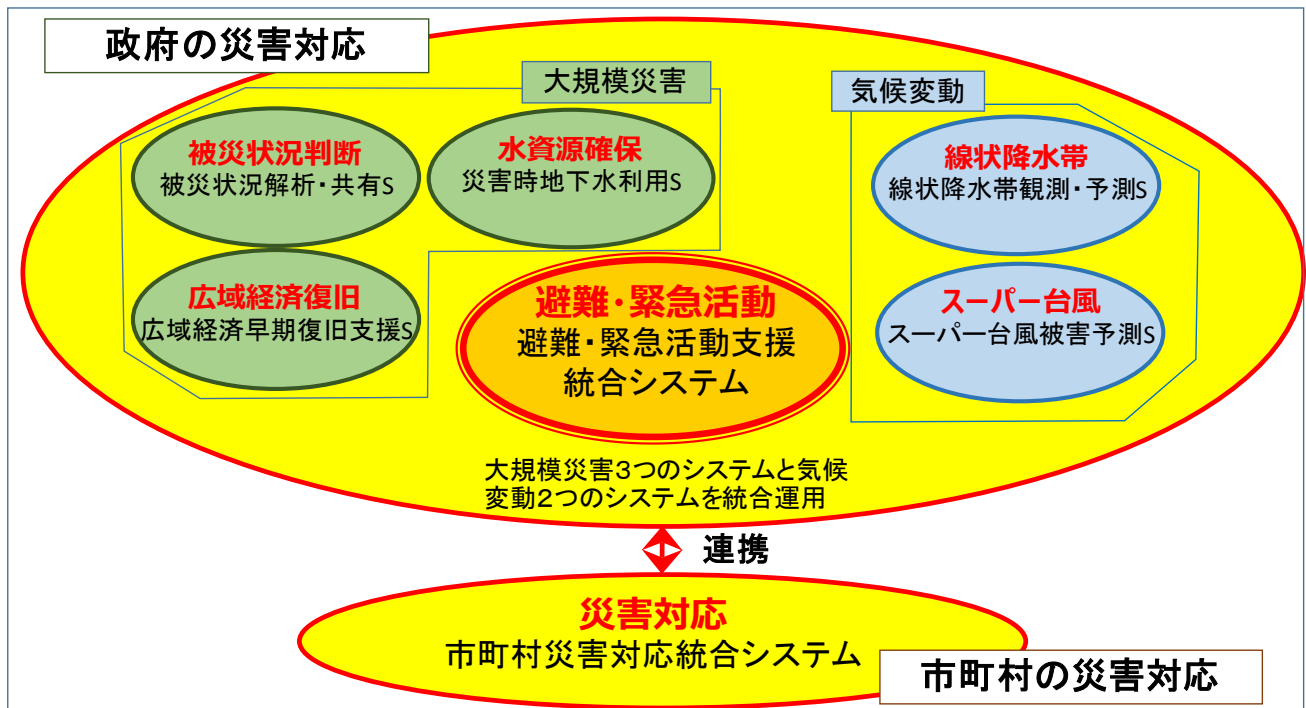 政府の災害対応
大規模災害
気候変動
被災状況判断
被災状況解析・共有S
水資源確保
災害時地下水利用S
線状降水帯
線状降水帯観測・予測S
広域経済復旧
広域経済早期復旧支援S
避難・緊急活動
避難・緊急活動支援
統合システム
スーパー台風
スーパー台風被害予測S
大規模災害3つのシステムと気候
変動2つのシステムを統合運用
連携
災害対応
市町村災害対応統合システム
市町村の災害対応